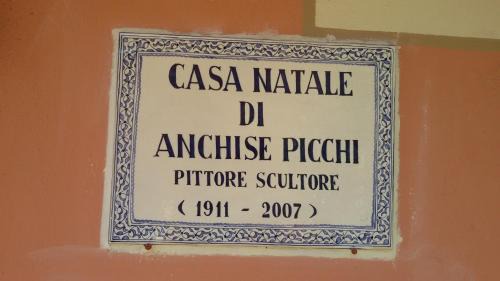 CASA NATALE
DI
ANCHISE PICCHI
PITTORE SCULTORE
( 1911 - 2007 )